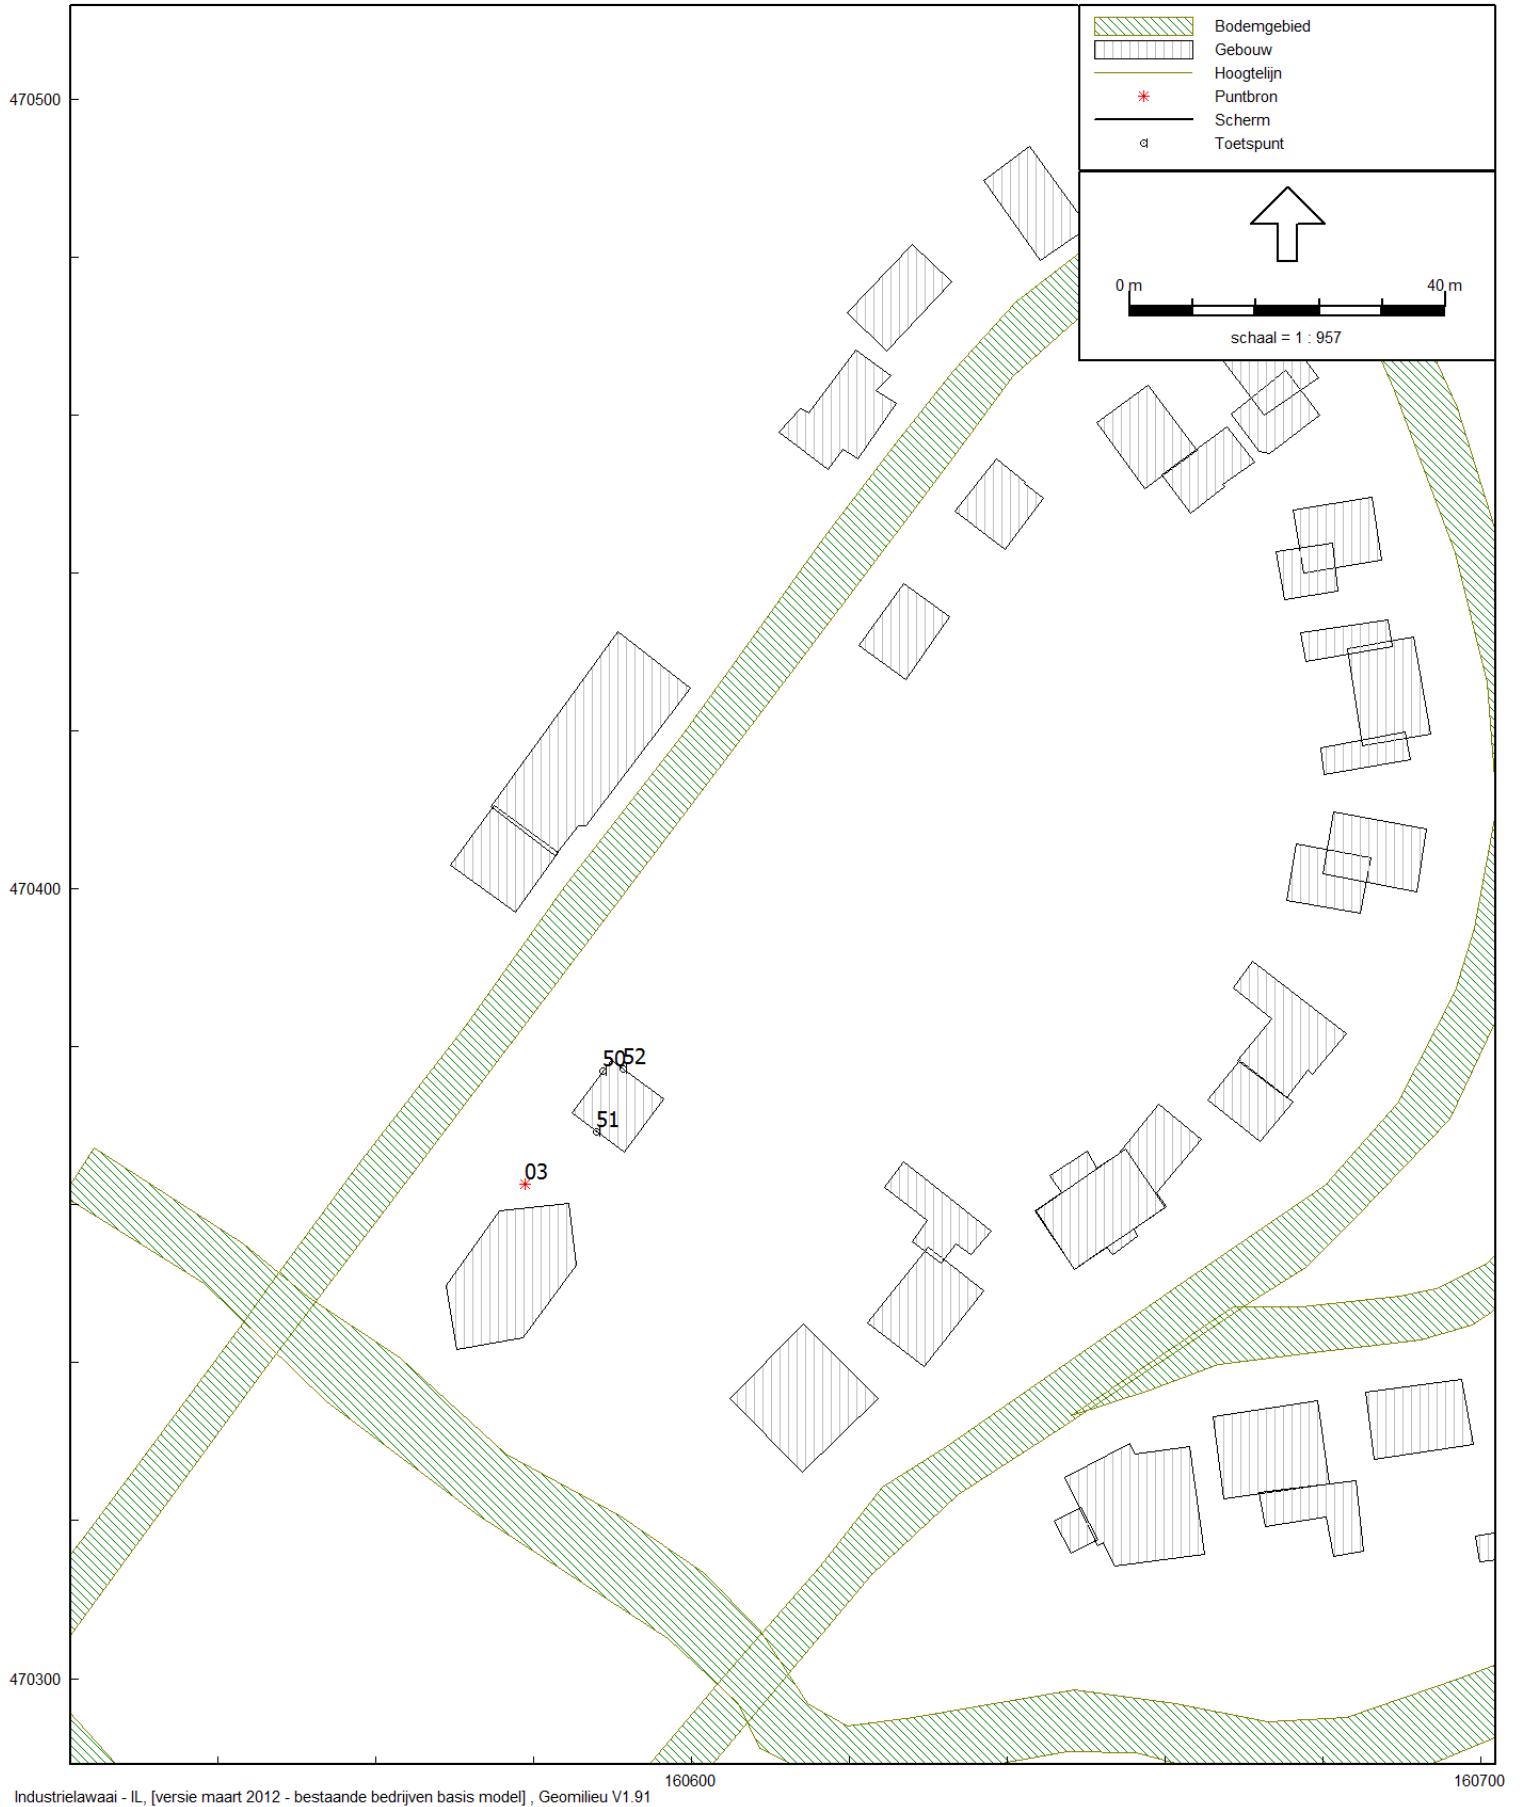 Bodemgebied
Gebouw
Hoogtelijn
Puntbron
Scherm
Toetspunt
0 m 40 m
schaal = 1 : 957
470500
470400
470300
50 52
51
03
160600 160700
Industrielawaai - IL, [versie maart 2012 - bestaande bedrijven basis model] , Geomilieu V1.91